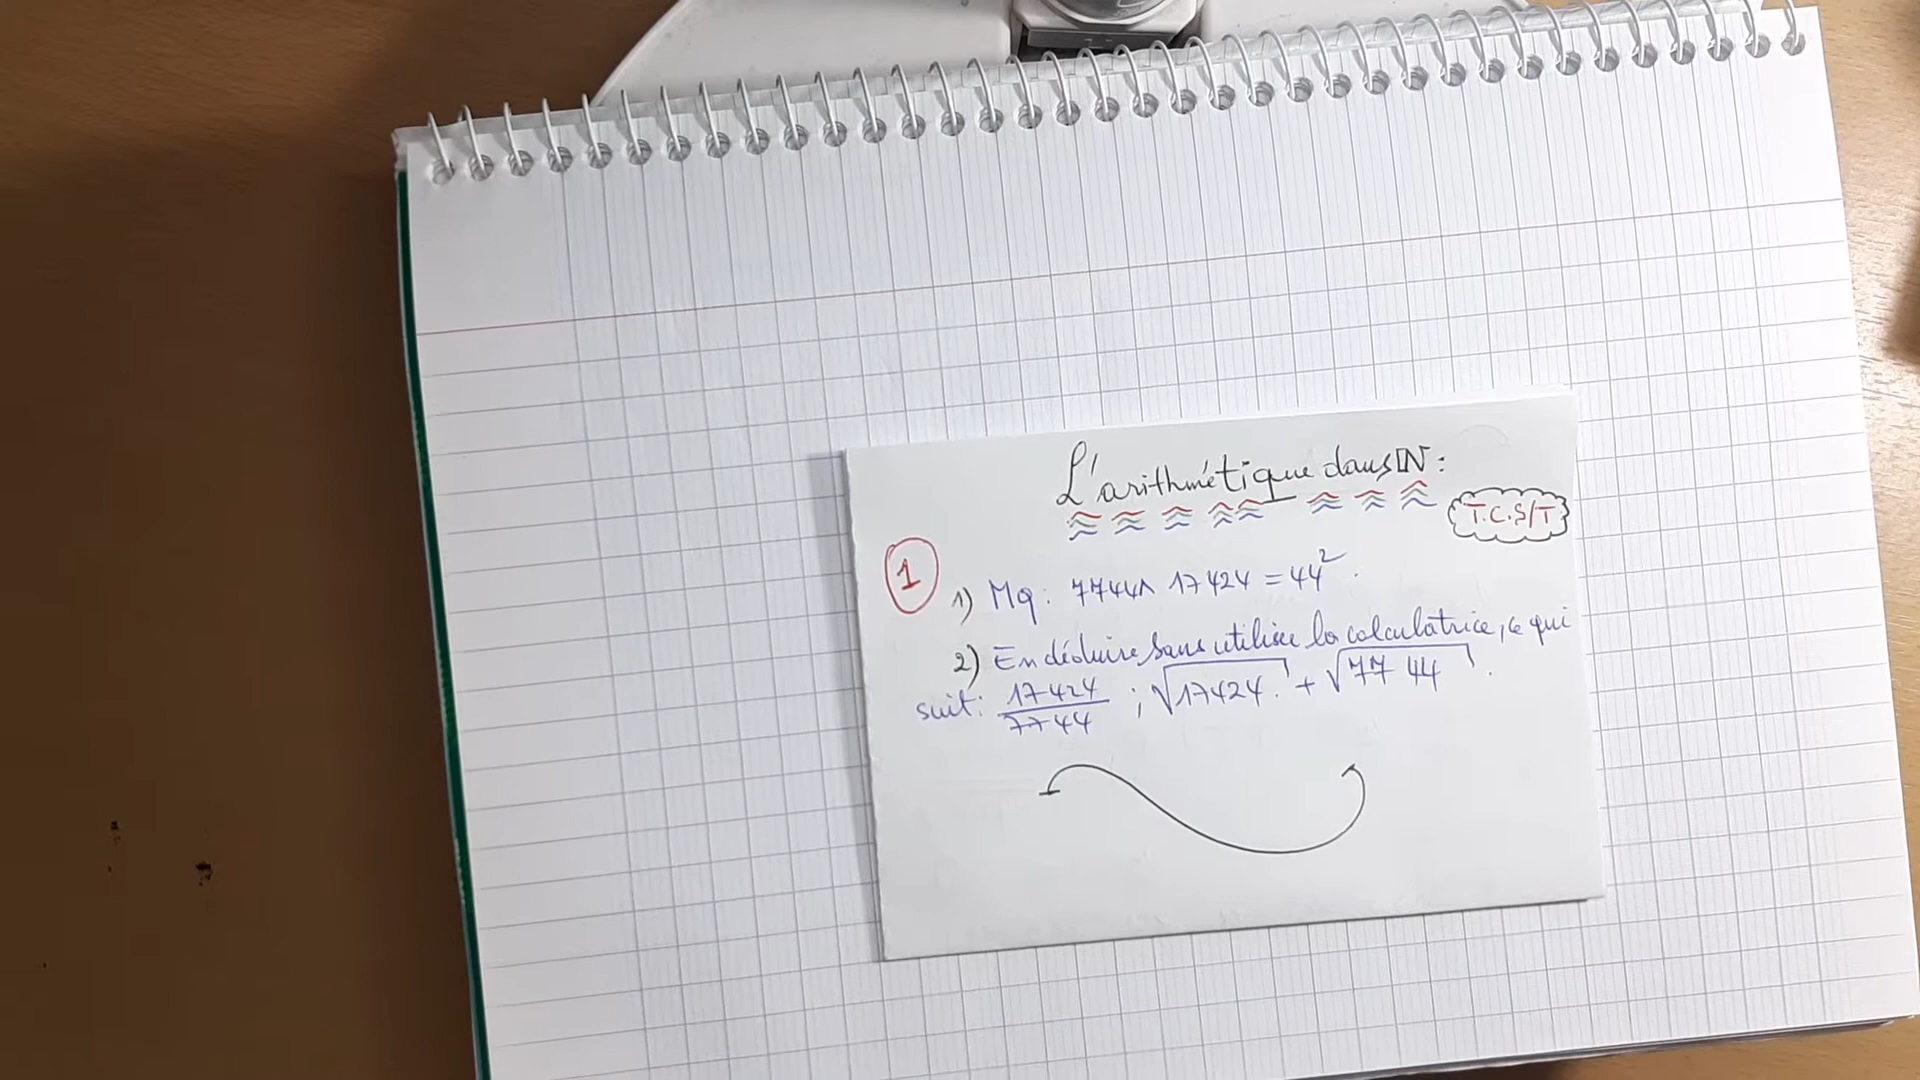 L'arithmétique dans ℕ :
T.C.S/T
1
1) Mq : 7744 ∧ 17424 = 44².
2) En déduire sans utiliser la calculatrice, ce qui
suit : 17424/7744 ; √17424 + √7744.